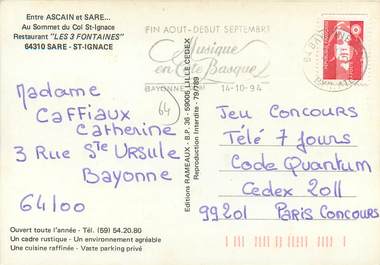 Entre ASCAIN et SARE...
Au Sommet du Col St-Ignace
Restaurant "LES 3 FONTAINES"
64310 SARE - ST-IGNACE
FIN AOUT-DEBUT SEPTEMBRE
Musique
en Côte Basque
BAYONNE
14-10-94
64
Madame
Caffiaux
Catherine
3 Rue Ste Ursule
Bayonne
64100
Editions RAMEAUX - B.P. 36 - 59005 LILLE CEDEX
Reproduction Interdite - 79/789
Jeu Concours
Télé 7 Jours
Code Quantum
Cedex 2011
99201 Paris Concours
Ouvert toute l'année - Tél. (59) 54.20.80
Un cadre rustique - Un environnement agréable
Une cuisine raffinée - Vaste parking privé